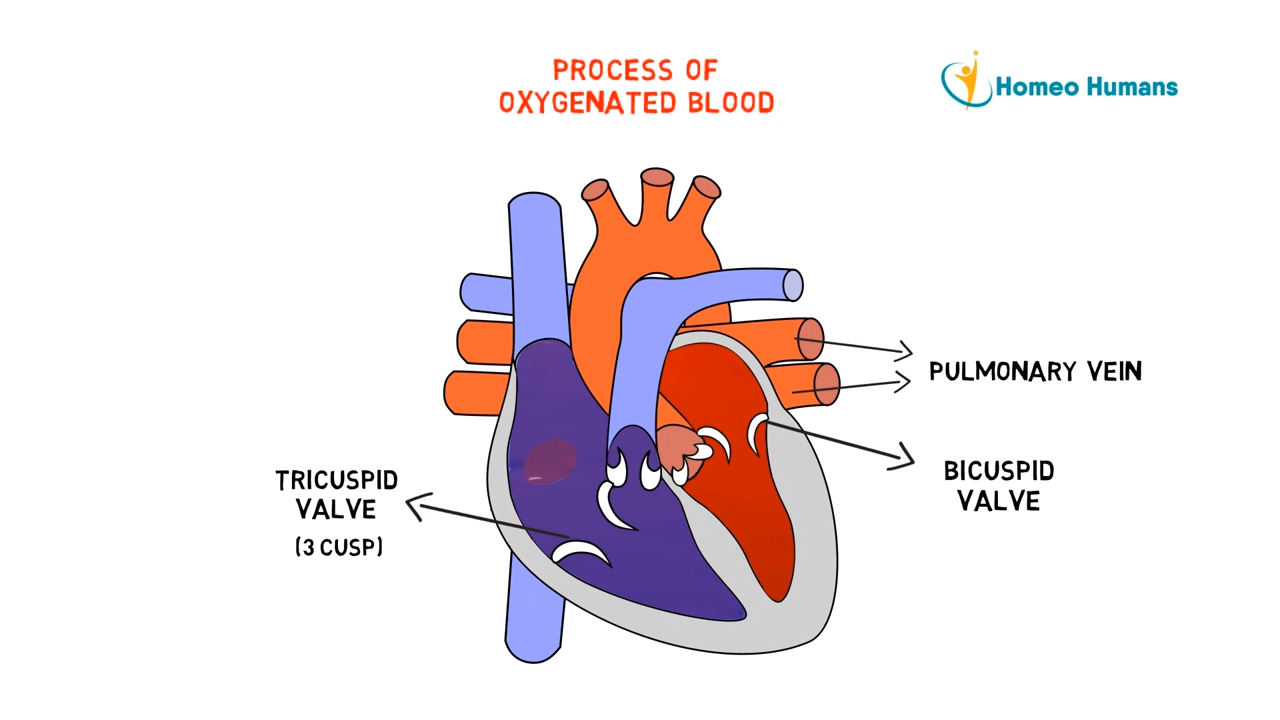 PROCESS OF
OXYGENATED BLOOD
Homeo Humans
PULMONARY VEIN
BICUSPID
VALVE
TRICUSPID
VALVE
(3 CUSP)